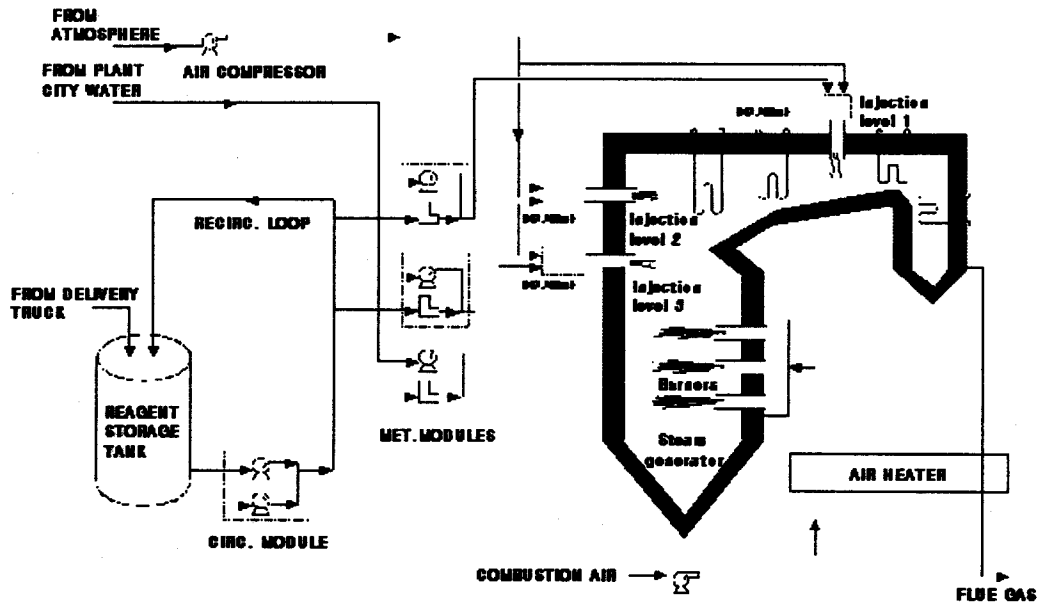 FROM
ATMOSPHERE
AIR COMPRESSOR
FROM PLANT
CITY WATER
Injection
level 1
RECIRC. LOOP
Injection
level 2
FROM DELIVERY
TRUCK
Injection
level 3
Burners
REAGENT
STORAGE
TANK
MET.MODULES
Steam
generator
AIR HEATER
CIRC. MODULE
COMBUSTION AIR
FLUE GAS